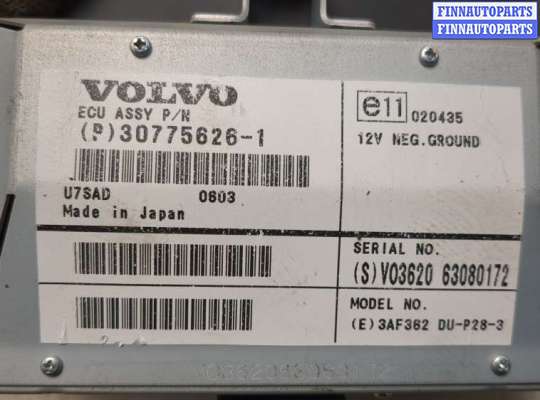 FINNAUTOPARTS
FINNAUTOPARTS
VOLVO
ECU ASSY P/N
(P)30775626-1
U7SAD 0603
Made in Japan
e11 020435
12V NEG.GROUND
SERIAL NO.
(S)V03620 63080172
MODEL NO.
(E)3AF362 DU-P28-3